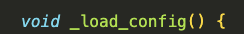 void _load_config() {